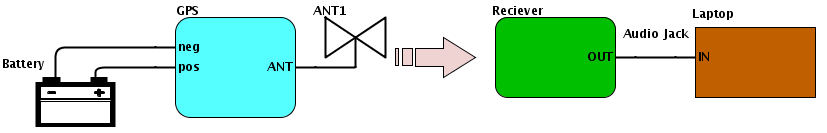 GPS
ANT1
Reciever
Laptop
neg
Audio Jack
Battery
pos
ANT
OUT
IN
- +